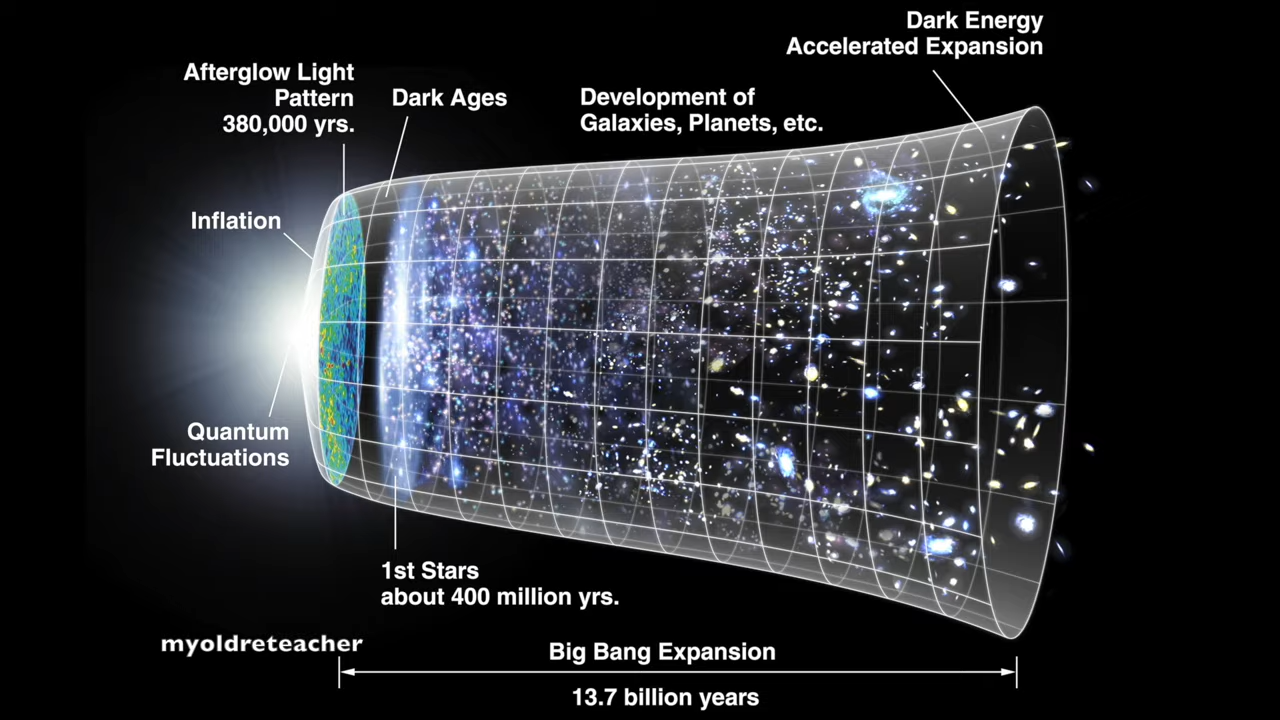 Dark Energy
Accelerated Expansion
Afterglow Light
Pattern
380,000 yrs.
Dark Ages
Development of
Galaxies, Planets, etc.
Inflation
Quantum
Fluctuations
1st Stars
about 400 million yrs.
myoldreteacher
Big Bang Expansion
13.7 billion years